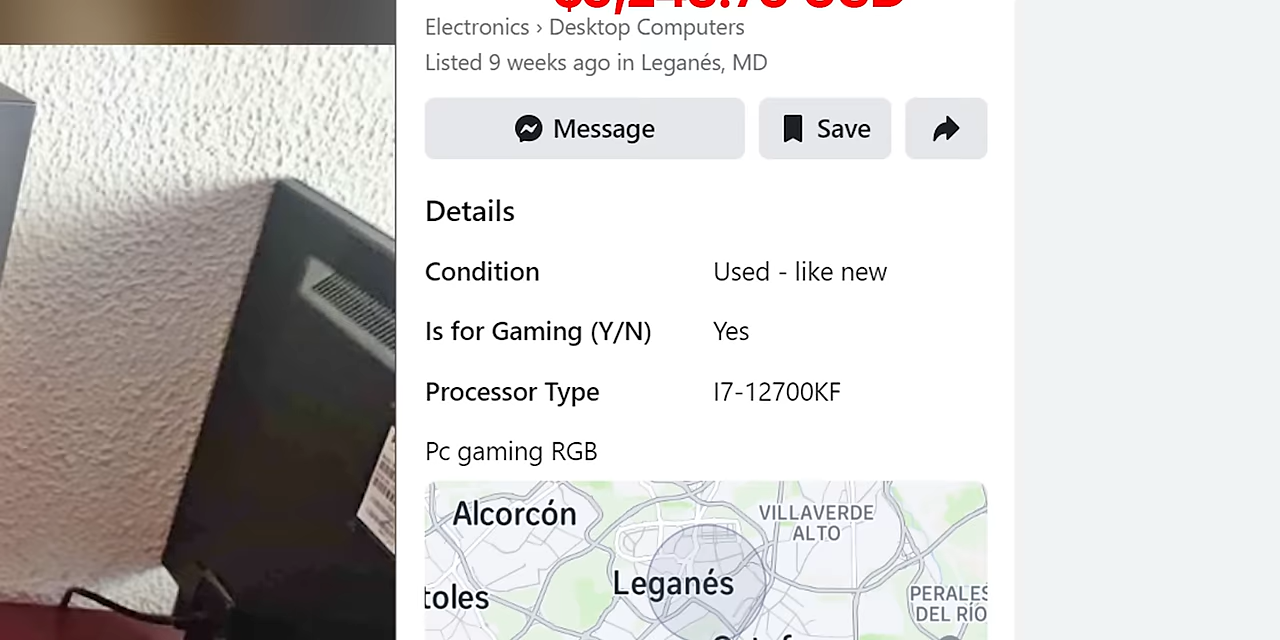 Electronics › Desktop Computers
Listed 9 weeks ago in Leganés, MD
Message
Save
Details
Condition
Used - like new
Is for Gaming (Y/N)
Yes
Processor Type
I7-12700KF
Pc gaming RGB
Alcorcón
VILLAVERDE
ALTO
Leganés
toles
PERALES
DEL RÍO